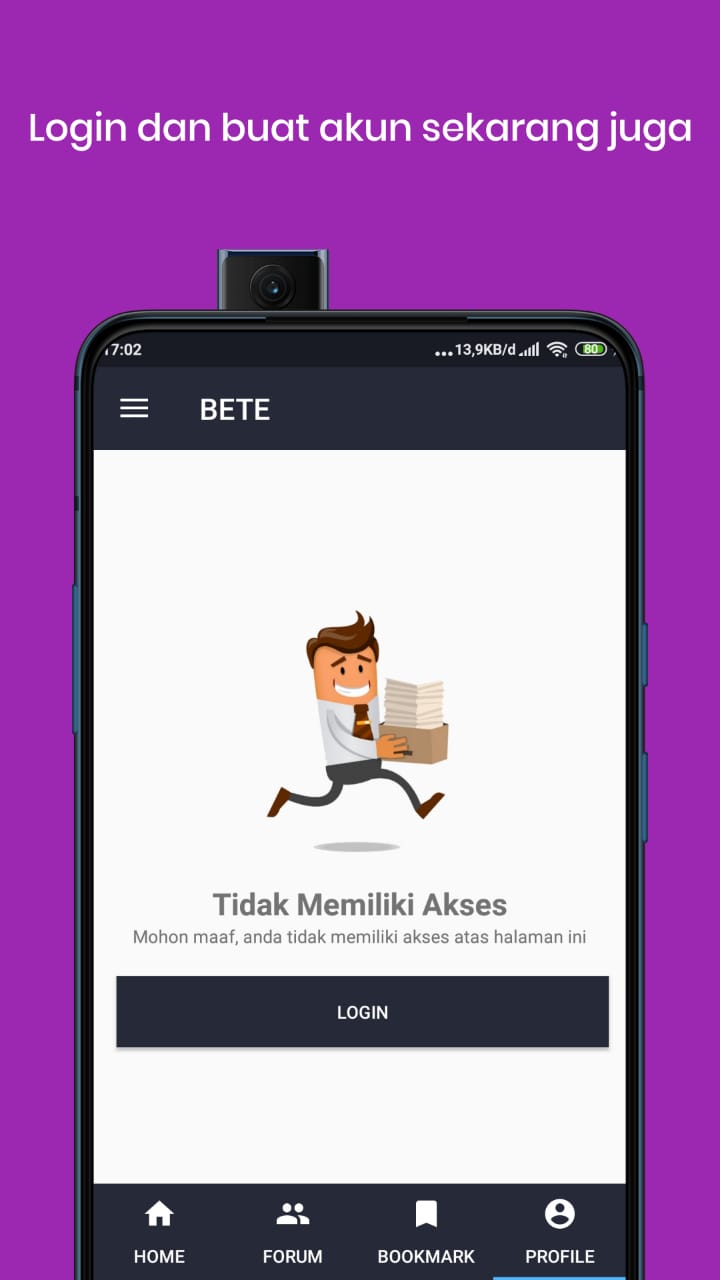 Login dan buat akun sekarang juga
17:02
...13,9KB/d
80
BETE
Tidak Memiliki Akses
Mohon maaf, anda tidak memiliki akses atas halaman ini
LOGIN
HOME
FORUM
BOOKMARK
PROFILE